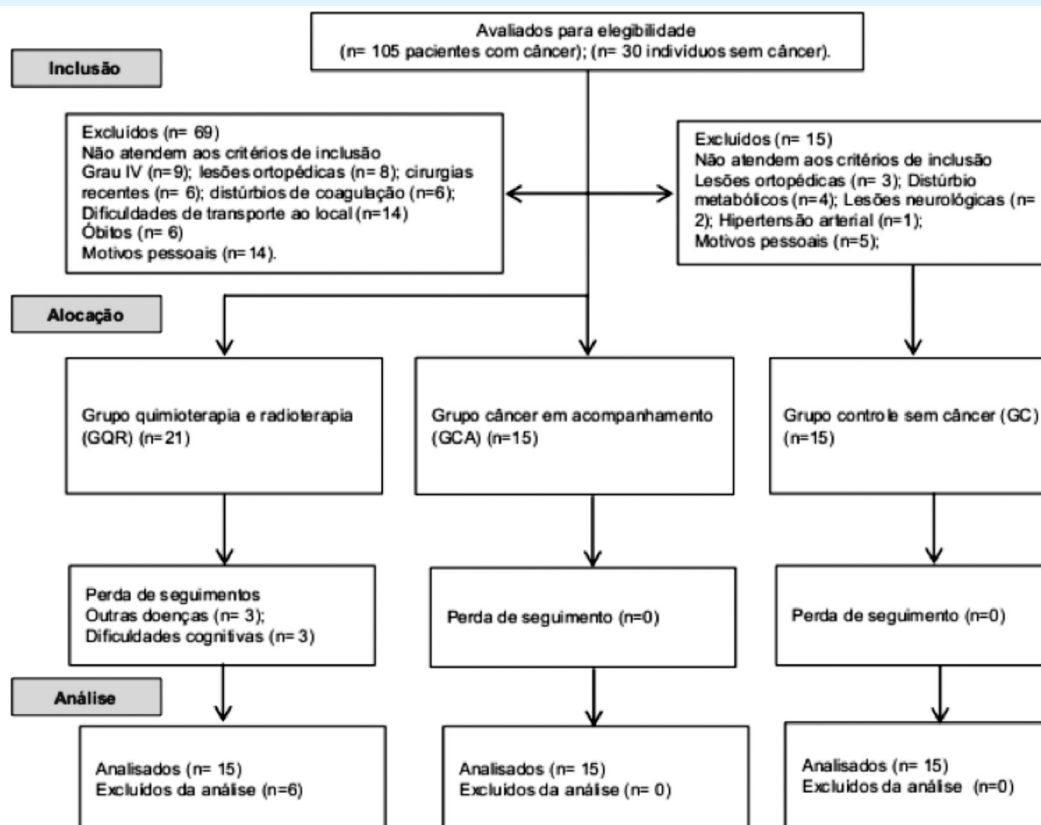 Avaliados para elegibilidade
(n= 105 pacientes com câncer); (n= 30 indivíduos sem câncer).
Inclusão
Excluídos (n= 69)
Não atendem aos critérios de inclusão
Grau IV (n=9); lesões ortopédicas (n= 8); cirurgias
recentes (n= 6); distúrbios de coagulação (n=6);
Dificuldades de transporte ao local (n=14)
Óbitos (n= 6)
Motivos pessoais (n= 14).
Excluídos (n= 15)
Não atendem aos critérios de inclusão
Lesões ortopédicas (n= 3); Distúrbio
metabólicos (n=4); Lesões neurológicas (n=
2); Hipertensão arterial (n=1);
Motivos pessoais (n=5);
Alocação
Grupo quimioterapia e radioterapia
(GQR) (n=21)
Grupo câncer em acompanhamento
(GCA) (n=15)
Grupo controle sem câncer (GC)
(n=15)
Perda de seguimentos
Outras doenças (n= 3);
Dificuldades cognitivas (n= 3)
Perda de seguimento (n=0)
Perda de seguimento (n=0)
Análise
Analisados (n= 15)
Excluídos da análise (n=6)
Analisados (n= 15)
Excluídos da análise (n= 0)
Analisados (n= 15)
Excluídos da análise (n=0)